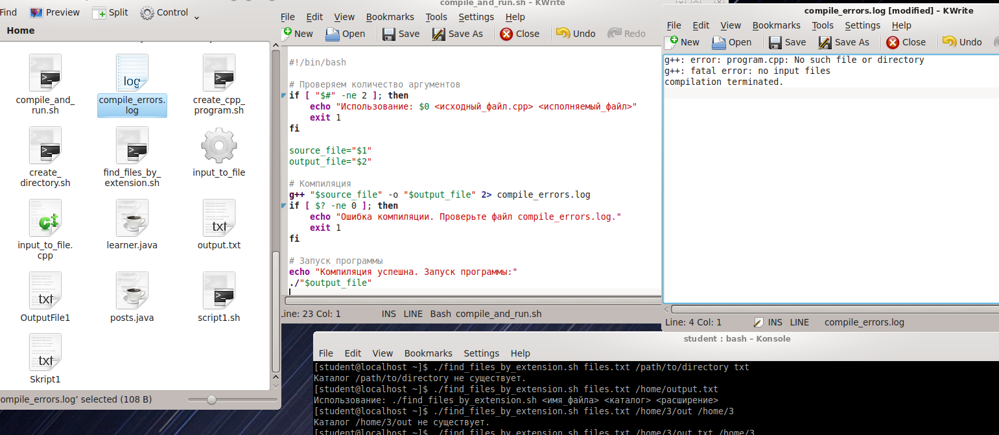 Find Preview Split Control
Home
compile_and_
run.sh
compile_errors.
log
create_cpp_
program.sh
create_
directory.sh
find_files_by_
extension.sh
input_to_file
input_to_file.
cpp
learner.java
output.txt
OutputFile1
posts.java
script1.sh
Skript1
ompile_errors.log’ selected (108 B)
compile_and_run.sh – KWrite
File Edit View Bookmarks Tools Settings Help
New Open Save Save As Close Undo Redo
#!/bin/bash
# Проверяем количество аргументов
if [ "$#" -ne 2 ]; then
echo "Использование: $0 <исходный_файл.cpp> <исполняемый_файл>"
exit 1
fi
source_file="$1"
output_file="$2"
# Компиляция
g++ "$source_file" -o "$output_file" 2> compile_errors.log
if [ $? -ne 0 ]; then
echo "Ошибка компиляции. Проверьте файл compile_errors.log."
exit 1
fi
# Запуск программы
echo "Компиляция успешна. Запуск программы:"
./"$output_file"
Line: 23 Col: 1 INS LINE Bash compile_and_run.sh
compile_errors.log [modified] – KWrite
File Edit View Bookmarks Tools Settings Help
New Open Save Save As Close Undo
g++: error: program.cpp: No such file or directory
g++: fatal error: no input files
compilation terminated.
Line: 4 Col: 1 INS LINE compile_errors.log
student : bash – Konsole
File Edit View Bookmarks Settings Help
[student@localhost ~]$ ./find_files_by_extension.sh files.txt /path/to/directory txt
Каталог /path/to/directory не существует.
[student@localhost ~]$ ./find_files_by_extension.sh files.txt /home/output.txt
Использование: ./find_files_by_extension.sh <имя_файла> <каталог> <расширение>
[student@localhost ~]$ ./find_files_by_extension.sh files.txt /home/3/out /home/3
Каталог /home/3/out не существует.
[student@localhost ~]$ ./find_files_by_extension.sh files.txt /home/3/out.txt /home/3